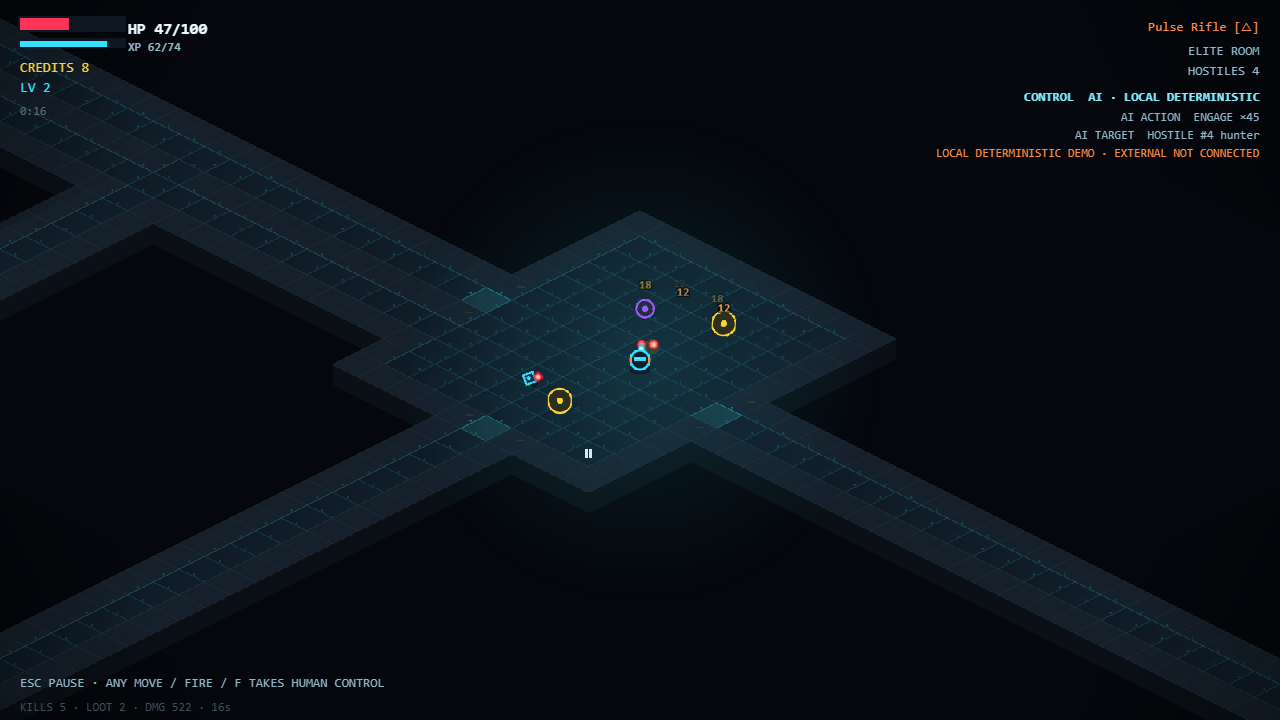 HP 47/100
XP 62/74
CREDITS 8
LV 2
0:16
Pulse Rifle [△]
ELITE ROOM
HOSTILES 4
CONTROL  AI · LOCAL DETERMINISTIC
AI ACTION  ENGAGE ×45
AI TARGET  HOSTILE #4 hunter
LOCAL DETERMINISTIC DEMO · EXTERNAL NOT CONNECTED
18
12
18
12
ESC PAUSE · ANY MOVE / FIRE / F TAKES HUMAN CONTROL
KILLS 5 · LOOT 2 · DMG 522 · 16s